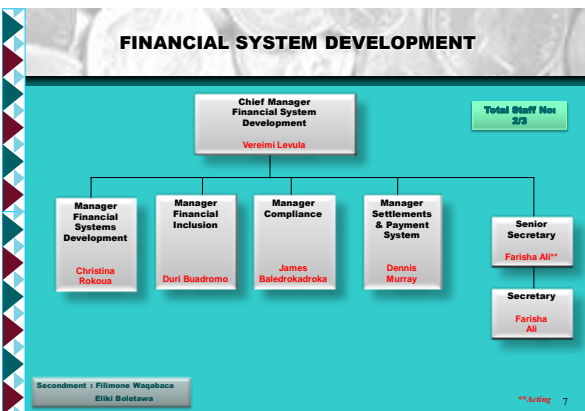 FINANCIAL SYSTEM DEVELOPMENT
Chief Manager
Financial System
Development
Vereimi Levula
Total Staff No:
2/3
Manager
Financial
Systems
Development
Christina
Rokoua
Manager
Financial
Inclusion
Duri Buadromo
Manager
Compliance
James
Baledrokadroka
Manager
Settlements
& Payment
System
Dennis
Murray
Senior
Secretary
Farisha Ali**
Secretary
Farisha
Ali
Secondment : Filimone Waqabaca
Eliki Boletawa
**Acting 7